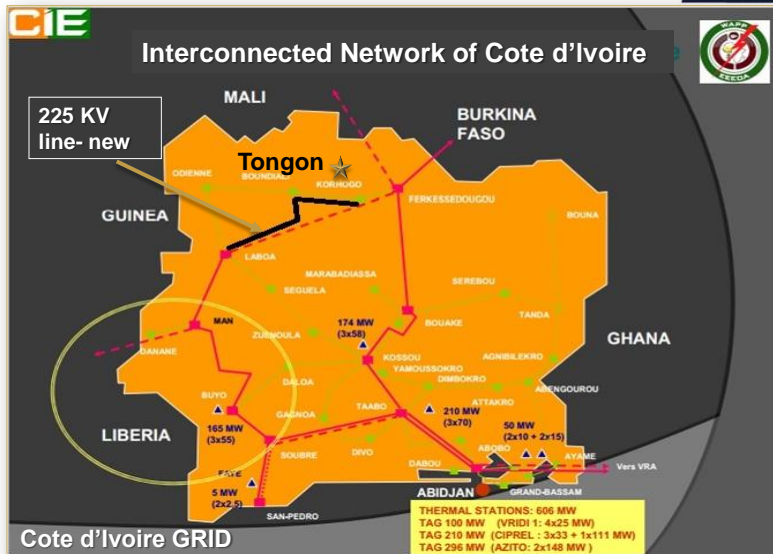 CIE
Interconnected Network of Cote d'Ivoire
WAPP
EEEOA
MALI
225 KV
line- new
BURKINA
FASO
Tongon
ODIENNE
BOUNDIALI
KORHOGO
FERKESSEDOUGOU
BOUNA
GUINEA
LABOA
MARABADIASSA
SEREBOU
SEGUELA
TANDA
MAN
174 MW
(3x58)
BOUAKE
GHANA
DANANE
ZUENOULA
KOSSOU
AGNIBILEKRO
YAMOUSSOKRO
DIMBOKRO
ABENGOUROU
DALOA
BUYO
ATTAKRO
GAGNOA
TAABO
210 MW
(3x70)
165 MW
(3x55)
50 MW
(2x10 + 2x15)
LIBERIA
SOUBRE
DIVO
ABOBO
AYAME
DABOU
Vers VRA
FAYE
5 MW
(2x2.5)
GRAND-BASSAM
ABIDJAN
SAN-PEDRO
THERMAL STATIONS: 606 MW
TAG 100 MW (VRIDI 1: 4x25 MW)
TAG 210 MW (CIPREL : 3x33 + 1x111 MW)
TAG 296 MW (AZITO: 2x148 MW )
Cote d'Ivoire GRID